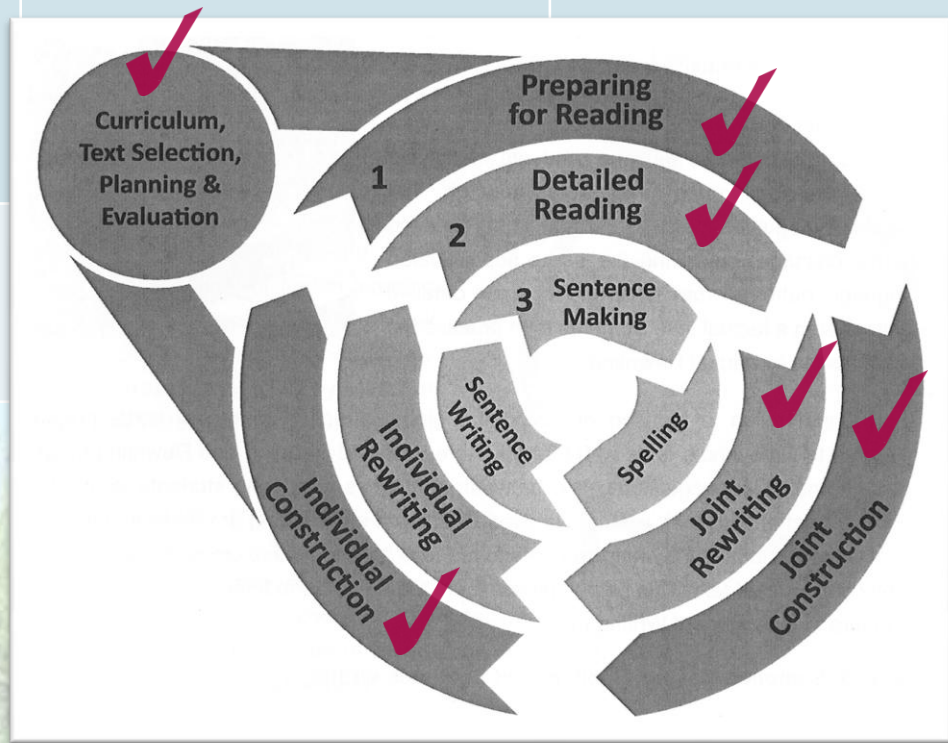 Curriculum,
Text Selection,
Planning &
Evaluation
1
Preparing
for Reading
2
Detailed
Reading
3
Sentence
Making
Spelling
Sentence
Writing
Joint
Rewriting
Individual
Rewriting
Joint
Construction
Individual
Construction